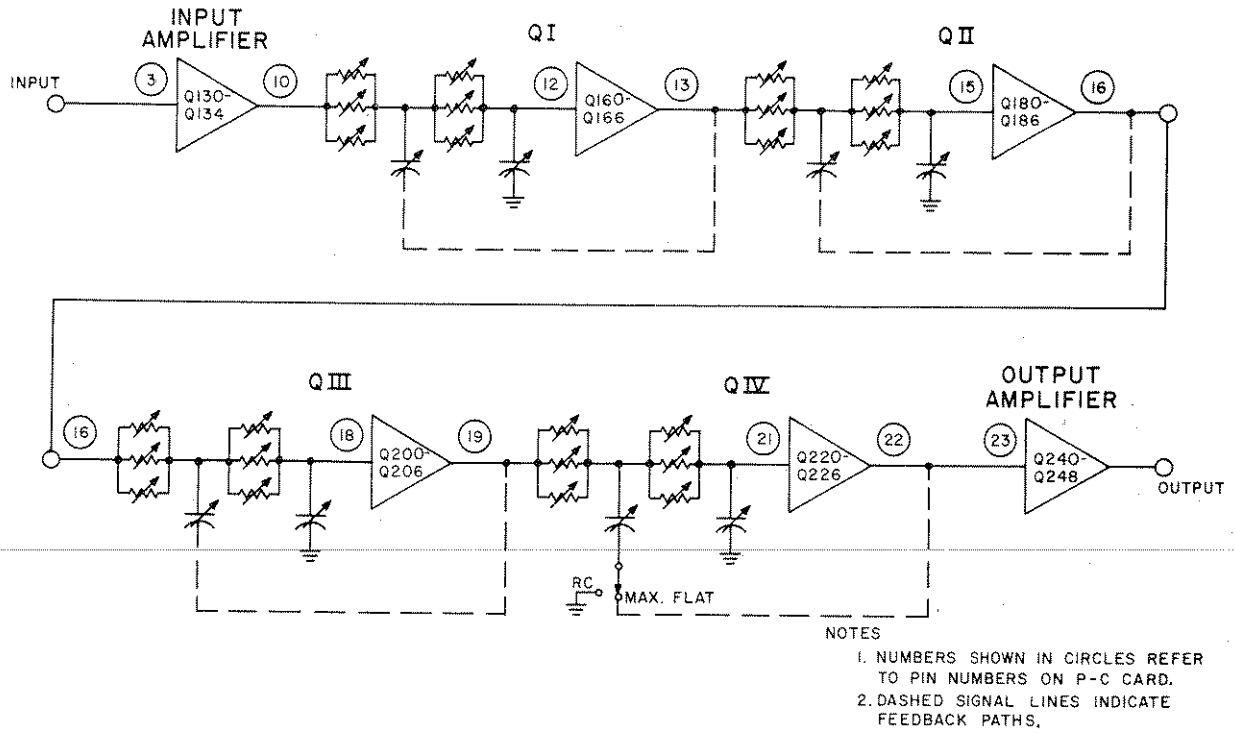 INPUT
AMPLIFIER
QI
QII
INPUT
3
Q130-
Q134
10
12
Q160-
Q166
13
15
Q180-
Q186
16
QIII
QIV
OUTPUT
AMPLIFIER
16
18
Q200-
Q206
19
21
Q220-
Q226
22
23
Q240-
Q248
OUTPUT
RC
MAX. FLAT
NOTES
1. NUMBERS SHOWN IN CIRCLES REFER
TO PIN NUMBERS ON P-C CARD.
2. DASHED SIGNAL LINES INDICATE
FEEDBACK PATHS.